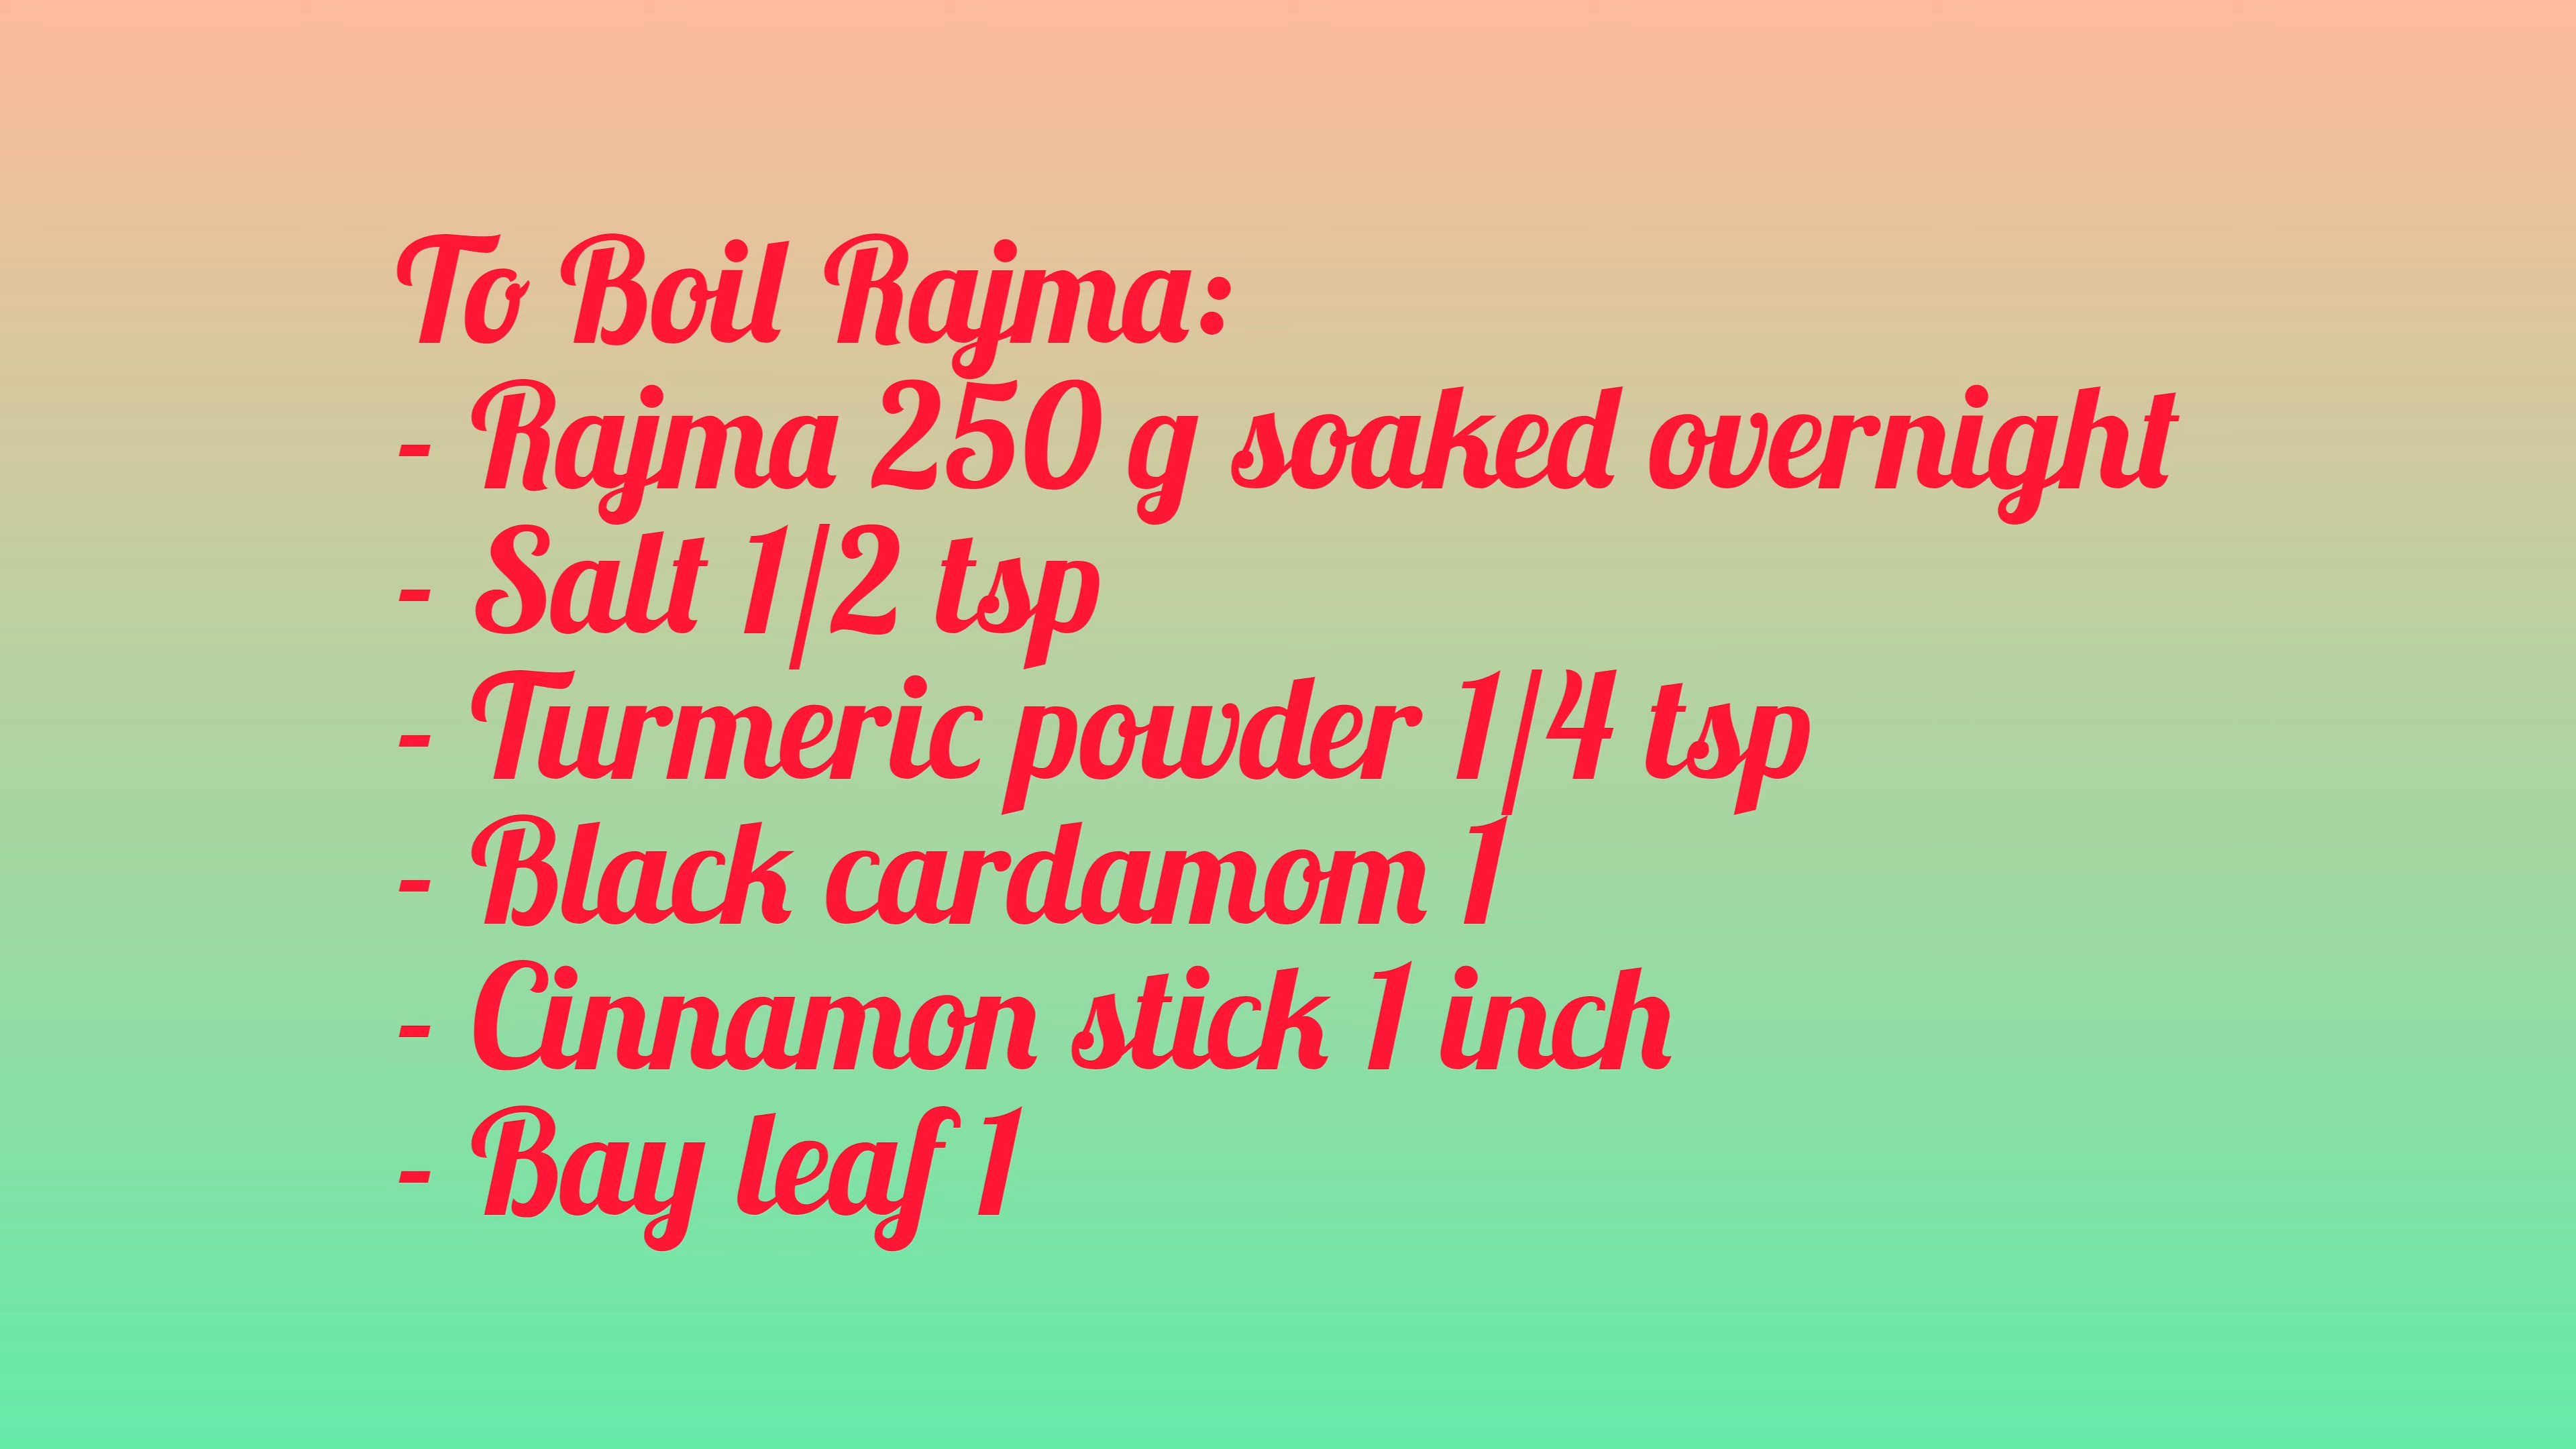 To Boil Rajma:
- Rajma 250 g soaked overnight
- Salt 1/2 tsp
- Turmeric powder 1/4 tsp
- Black cardamom 1
- Cinnamon stick 1 inch
- Bay leaf 1